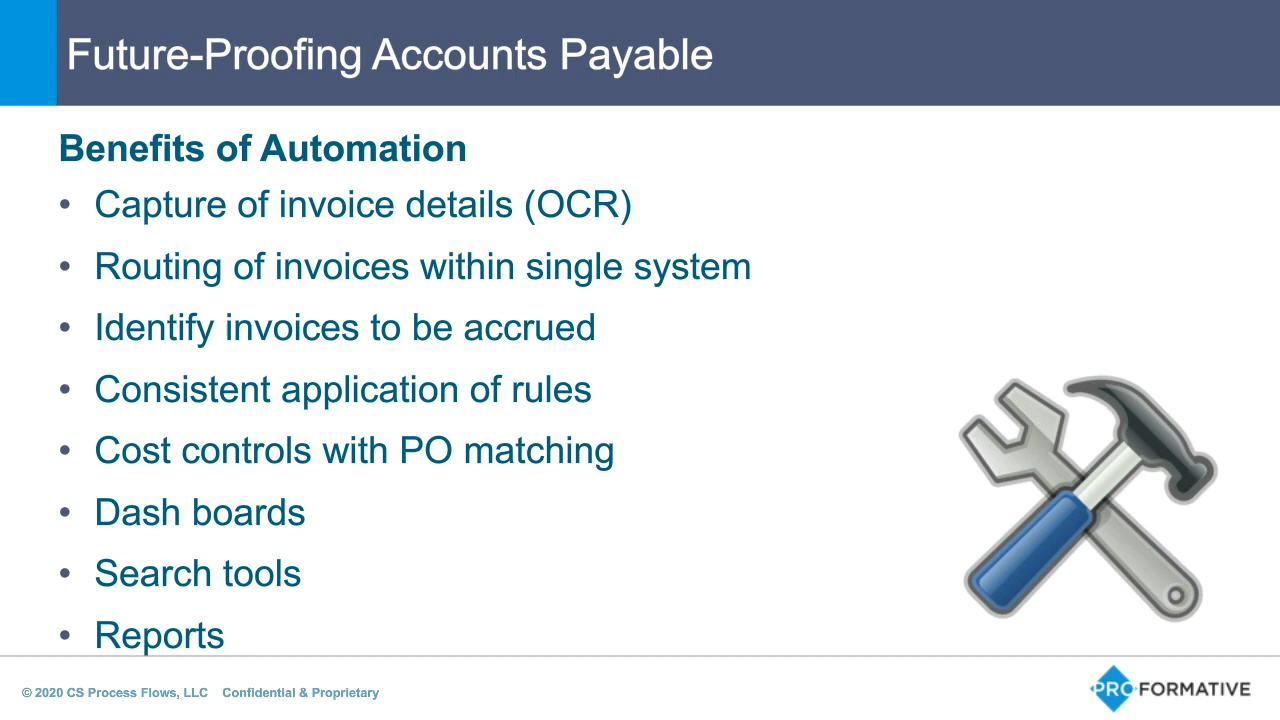 Future-Proofing Accounts Payable
Benefits of Automation
• Capture of invoice details (OCR)
• Routing of invoices within single system
• Identify invoices to be accrued
• Consistent application of rules
• Cost controls with PO matching
• Dash boards
• Search tools
• Reports
© 2020 CS Process Flows, LLC Confidential & Proprietary
PROFORMATIVE